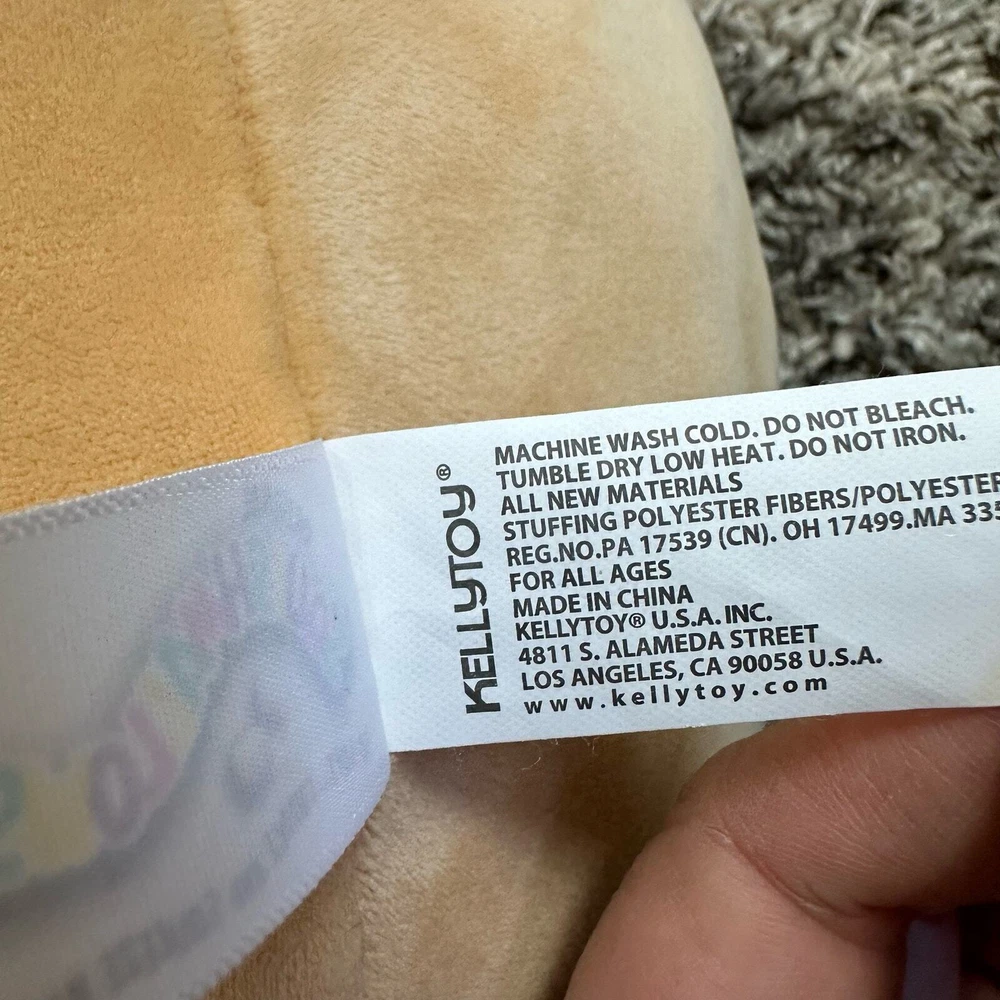 KELLYTOY®
MACHINE WASH COLD. DO NOT BLEACH.
TUMBLE DRY LOW HEAT. DO NOT IRON.
ALL NEW MATERIALS
STUFFING POLYESTER FIBERS/POLYESTER
REG.NO.PA 17539 (CN). OH 17499.MA
FOR ALL AGES
MADE IN CHINA
KELLYTOY® U.S.A. INC.
4811 S. ALAMEDA STREET
LOS ANGELES, CA 90058 U.S.A.
www.kellytoy.com